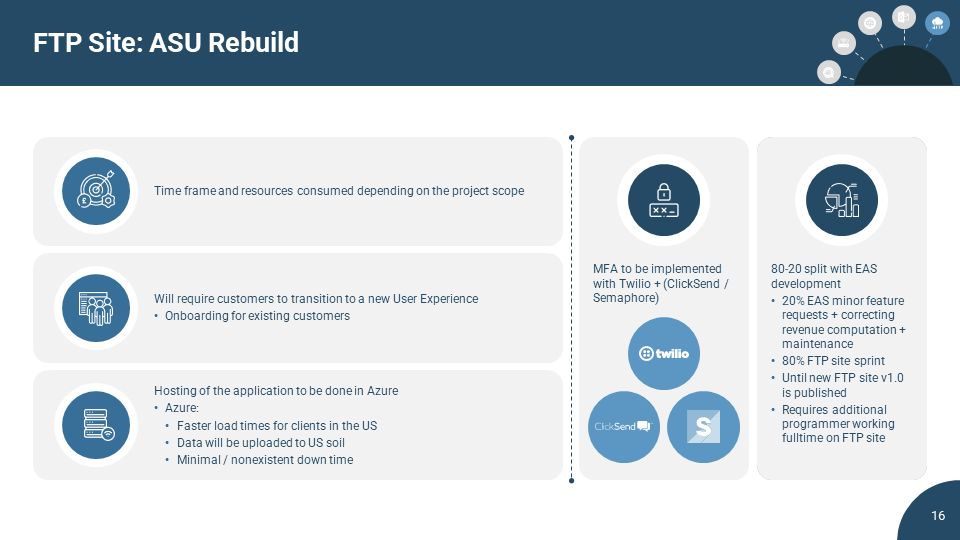 FTP Site: ASU Rebuild
Time frame and resources consumed depending on the project scope
Will require customers to transition to a new User Experience
• Onboarding for existing customers
Hosting of the application to be done in Azure
• Azure:
• Faster load times for clients in the US
• Data will be uploaded to US soil
• Minimal / nonexistent down time
MFA to be implemented
with Twilio + (ClickSend /
Semaphore)
twilio
ClickSend
S
80-20 split with EAS
development
• 20% EAS minor feature
requests + correcting
revenue computation +
maintenance
• 80% FTP site sprint
• Until new FTP site v1.0
is published
• Requires additional
programmer working
fulltime on FTP site
16